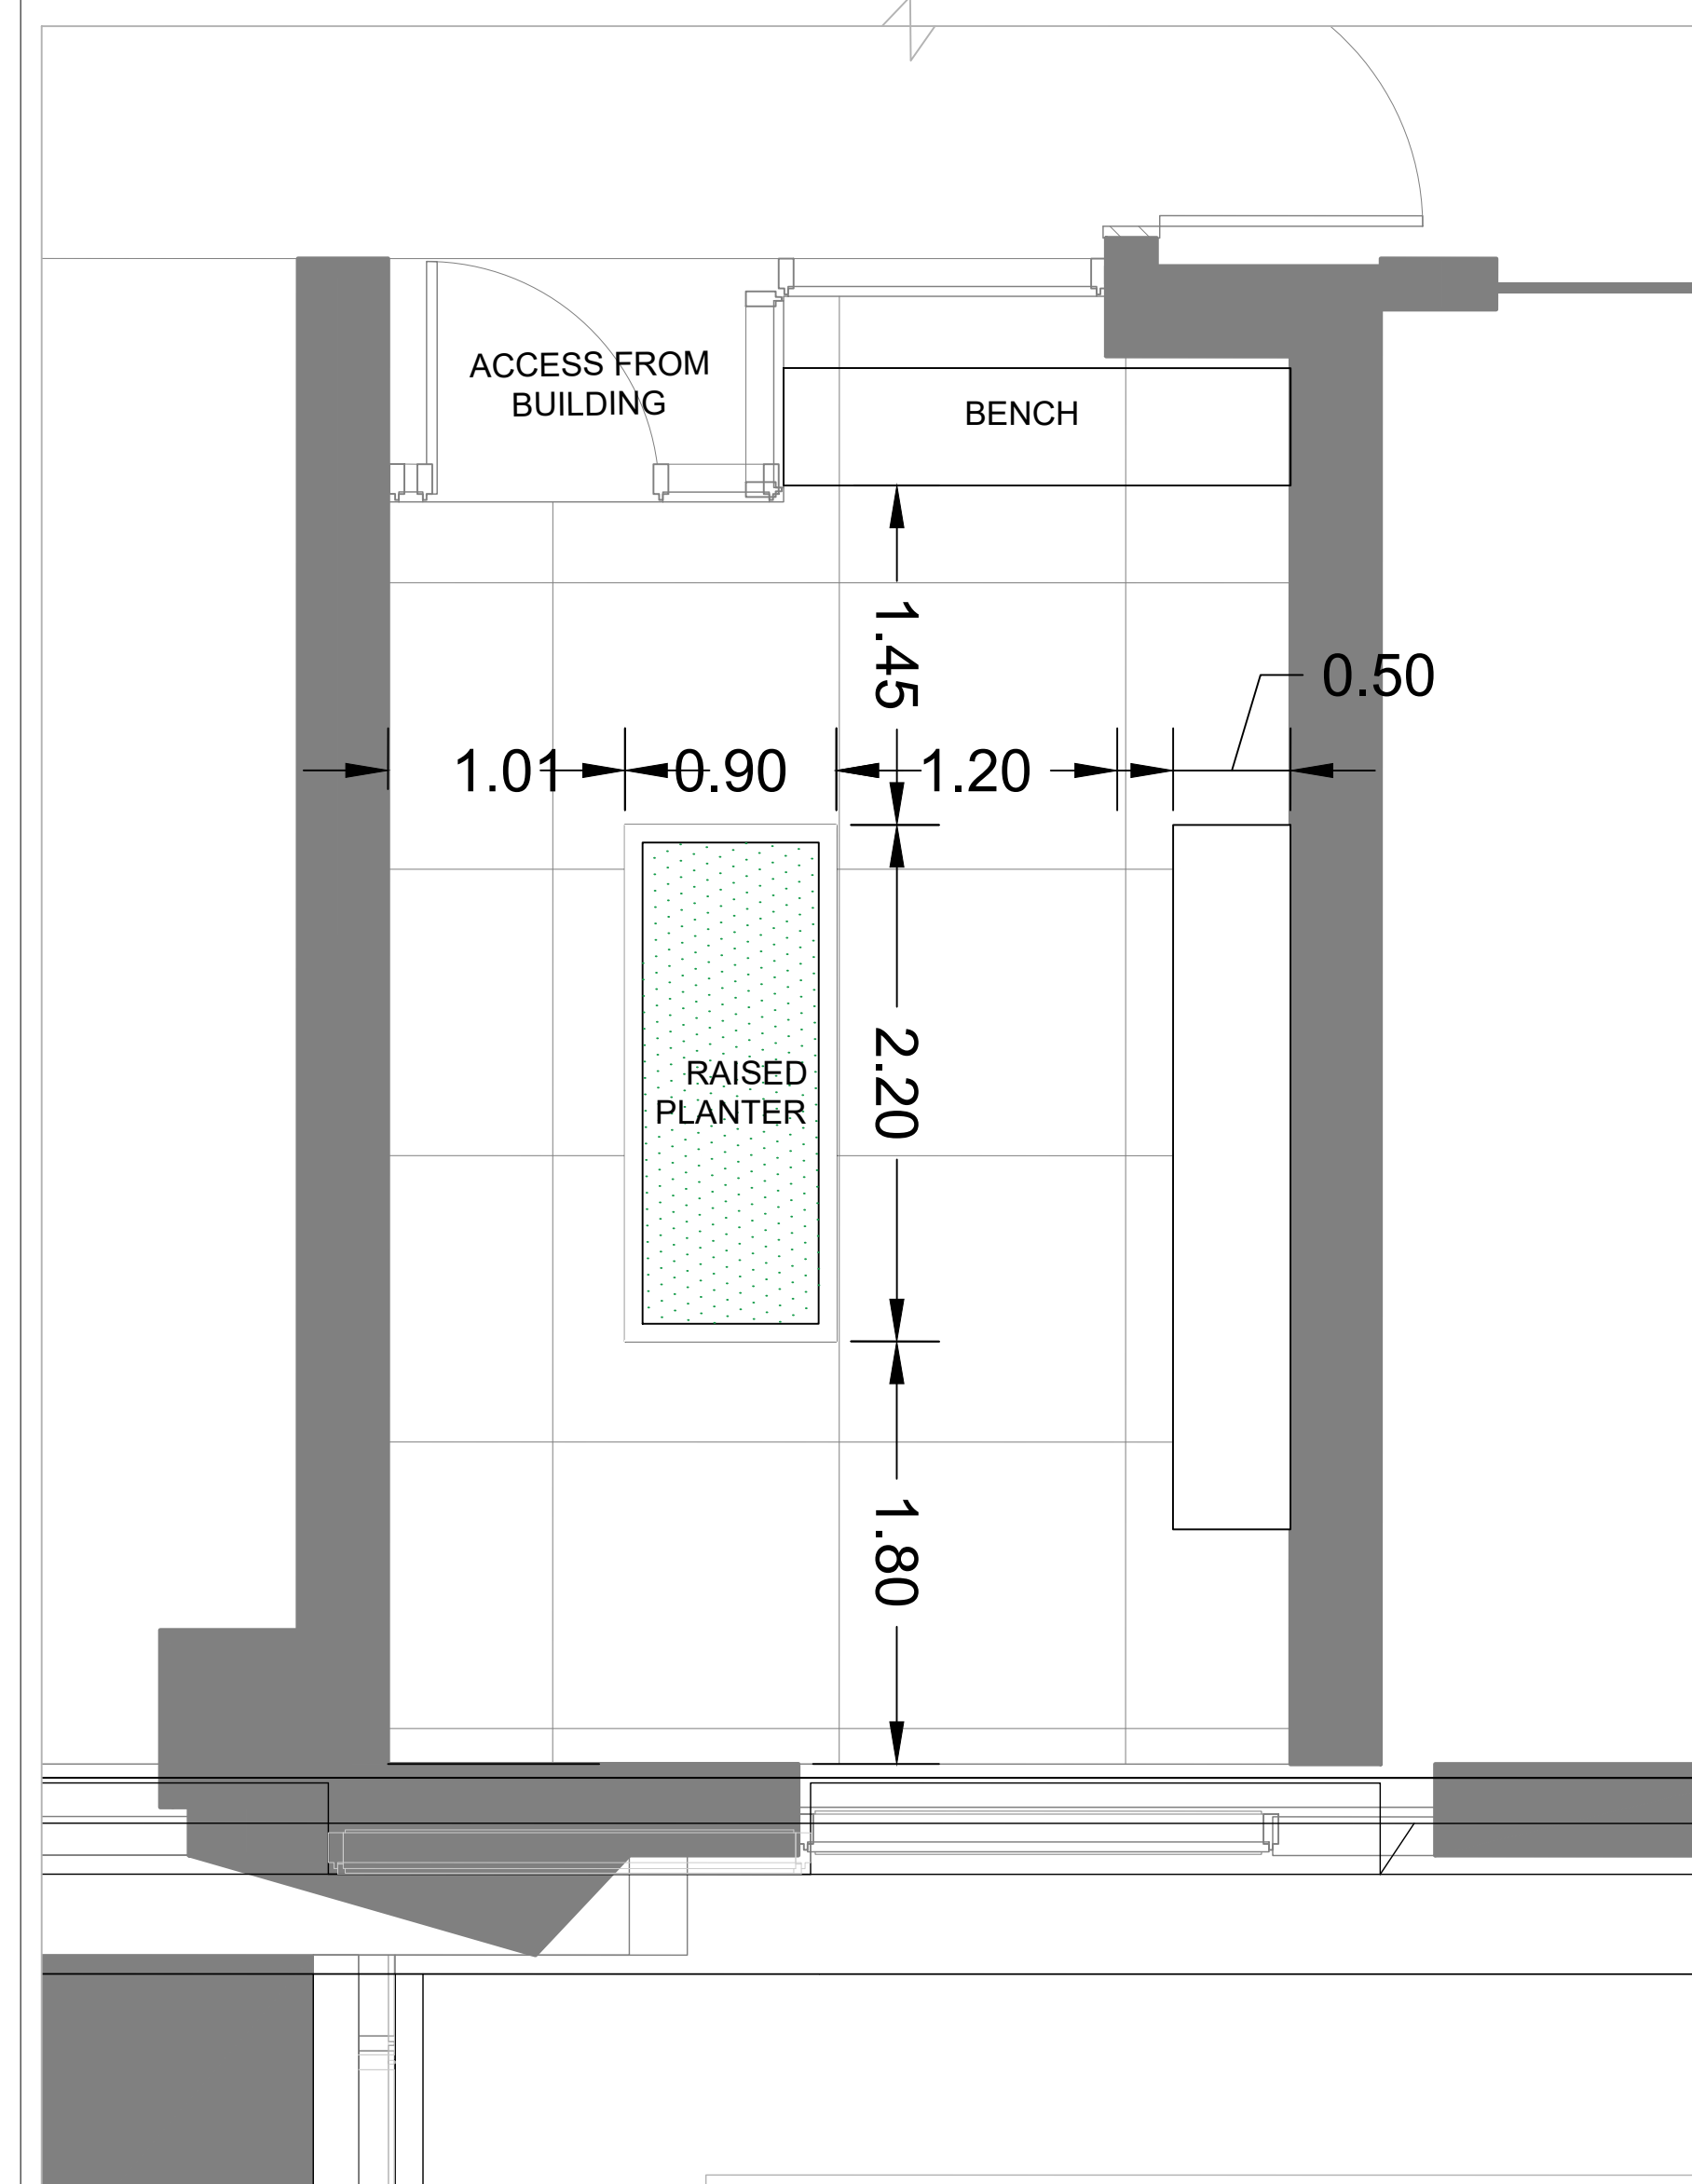 ACCESS FROM
BUILDING
BENCH
1.45
0.50
1.01
0.90
1.20
2.20
RAISED
PLANTER
1.80